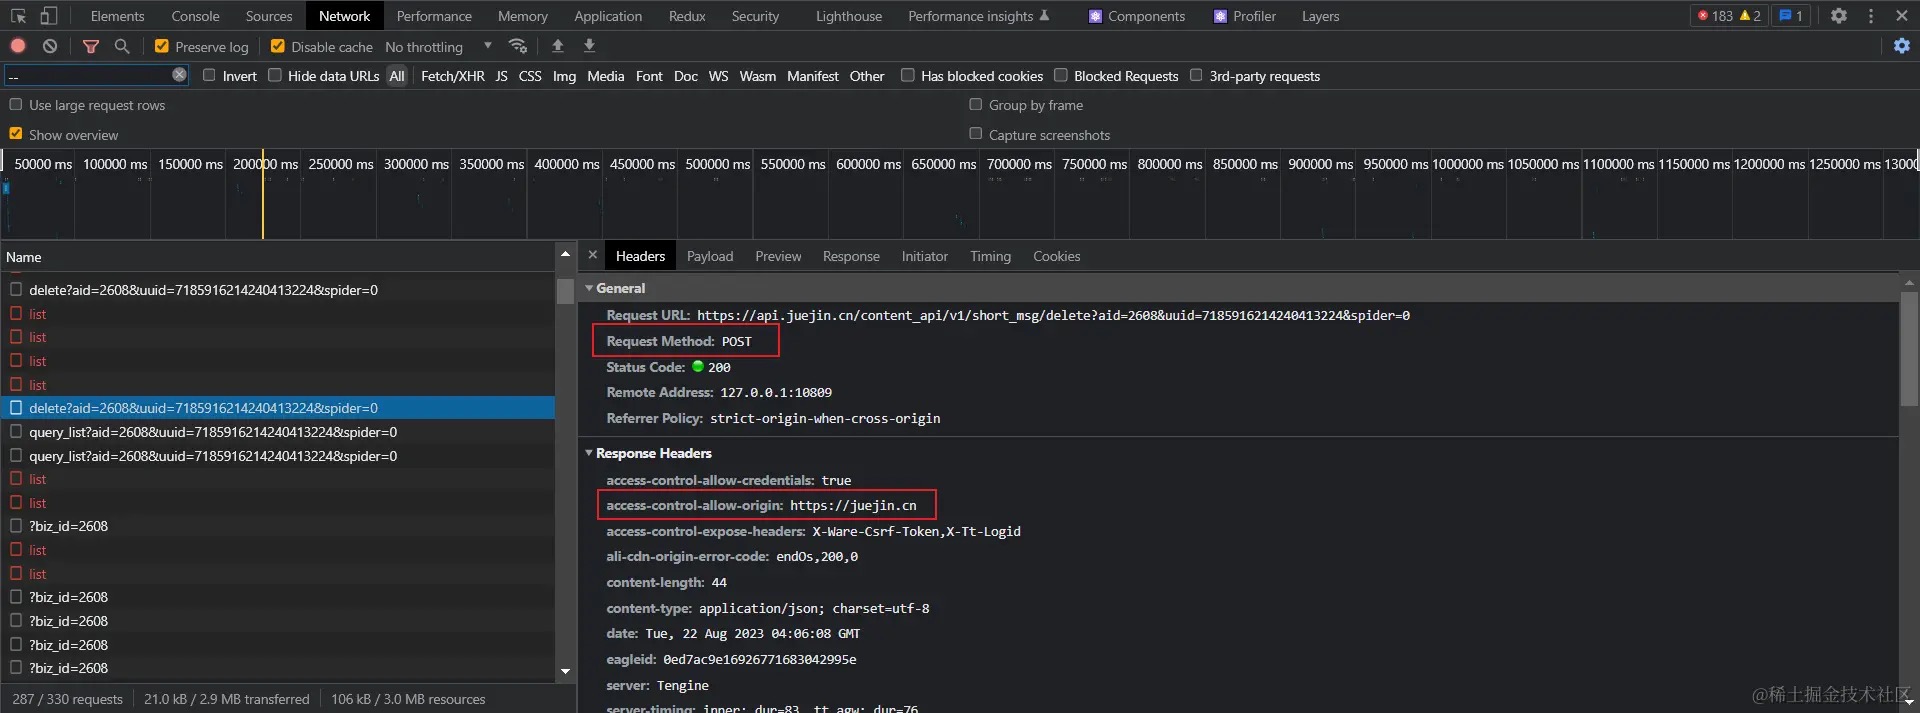 Elements Console Sources Network Performance Memory Application Redux Security Lighthouse Performance insights Components Profiler Layers 183 2 1
Preserve log Disable cache No throttling
-- Invert Hide data URLs All Fetch/XHR JS CSS Img Media Font Doc WS Wasm Manifest Other Has blocked cookies Blocked Requests 3rd-party requests
Use large request rows Group by frame
Show overview Capture screenshots
50000 ms 100000 ms 150000 ms 200000 ms 250000 ms 300000 ms 350000 ms 400000 ms 450000 ms 500000 ms 550000 ms 600000 ms 650000 ms 700000 ms 750000 ms 800000 ms 850000 ms 900000 ms 950000 ms 1000000 ms 1050000 ms 1100000 ms 1150000 ms 1200000 ms 1250000 ms 13000
Name
delete?aid=2608&uuid=7185916214240413224&spider=0
list
list
list
list
delete?aid=2608&uuid=7185916214240413224&spider=0
query_list?aid=2608&uuid=7185916214240413224&spider=0
query_list?aid=2608&uuid=7185916214240413224&spider=0
list
list
?biz_id=2608
list
list
?biz_id=2608
?biz_id=2608
?biz_id=2608
?biz_id=2608
287 / 330 requests 21.0 kB / 2.9 MB transferred 106 kB / 3.0 MB resources
Headers Payload Preview Response Initiator Timing Cookies
General
Request URL: https://api.juejin.cn/content_api/v1/short_msg/delete?aid=2608&uuid=7185916214240413224&spider=0
Request Method: POST
Status Code: 200
Remote Address: 127.0.0.1:10809
Referrer Policy: strict-origin-when-cross-origin
Response Headers
access-control-allow-credentials: true
access-control-allow-origin: https://juejin.cn
access-control-expose-headers: X-Ware-Csrf-Token,X-Tt-Logid
ali-cdn-origin-error-code: endOs,200,0
content-length: 44
content-type: application/json; charset=utf-8
date: Tue, 22 Aug 2023 04:06:08 GMT
eagleid: 0ed7ac9e16926771683042995e
server: Tengine
server-timing: inner; dur=83, tt_agw; dur=76
@稀土掘金技术社区